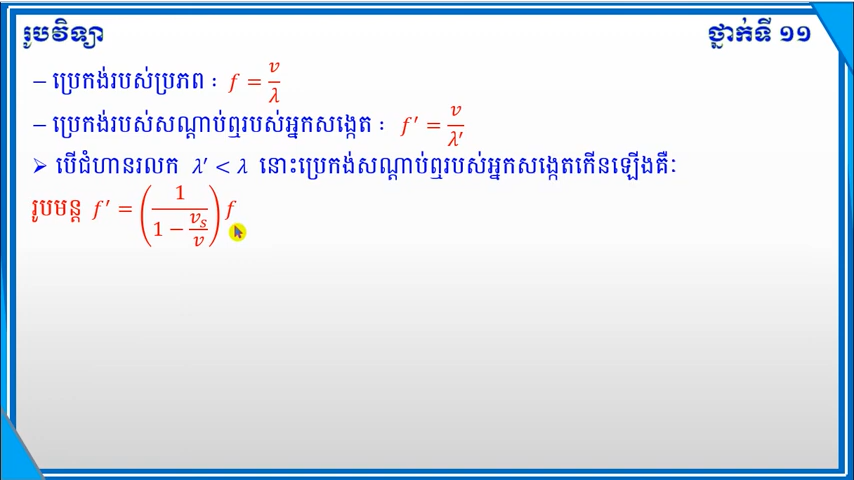 រូបវិទ្យា
ថ្នាក់ទី ១១
– ប្រេកង់របស់ប្រភព : f = v/λ
– ប្រេកង់របស់សណ្ដាប់ឮរបស់អ្នកសង្កេត : f′ = v/λ′
➢ បើជំហានរលក λ′ < λ នោះប្រេកង់សណ្ដាប់ឮរបស់អ្នកសង្កេតកើនឡើងគឺៈ
រូបមន្ត f′ = (1/(1 − v_s/v)) f